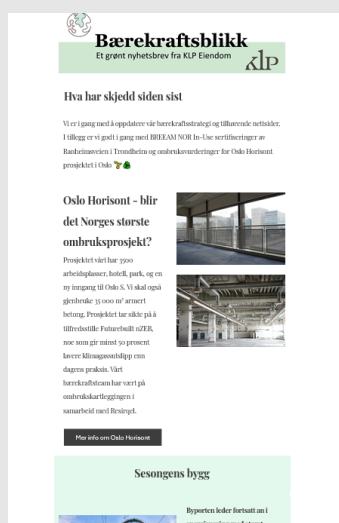 Bærekraftsblikk
Et grønt nyhetsbrev fra KLP Eiendom
klp
Hva har skjedd siden sist
Vi er i gang med å oppdatere vår bærekraftsstrategi og tilhørende nettsider.
I tillegg er vi godt i gang med BREEAM NOR In-Use sertifiseringer av
Ranheimsveien i Trondheim og ombruksvurderinger for Oslo Horisont
prosjektet i Oslo
Oslo Horisont - blir
det Norges største
ombruksprosjekt?
Prosjektet vårt har 3500
arbeidsplasser, hotell, park, og en
ny inngang til Oslo S. Vi skal også
gjenbruke 35 000 m² armert
betong. Prosjektet tar sikte på å
tilfredsstille Futurebuilt nZEB,
noe som gir minst 50 prosent
lavere klimagassutslipp enn
dagens praksis. Vårt
bærekraftsteam har vært på
ombrukskartleggingen i
samarbeid med Resirqel.
Mer info om Oslo Horisont
Sesongens bygg
Byporten leder fortsatt an i